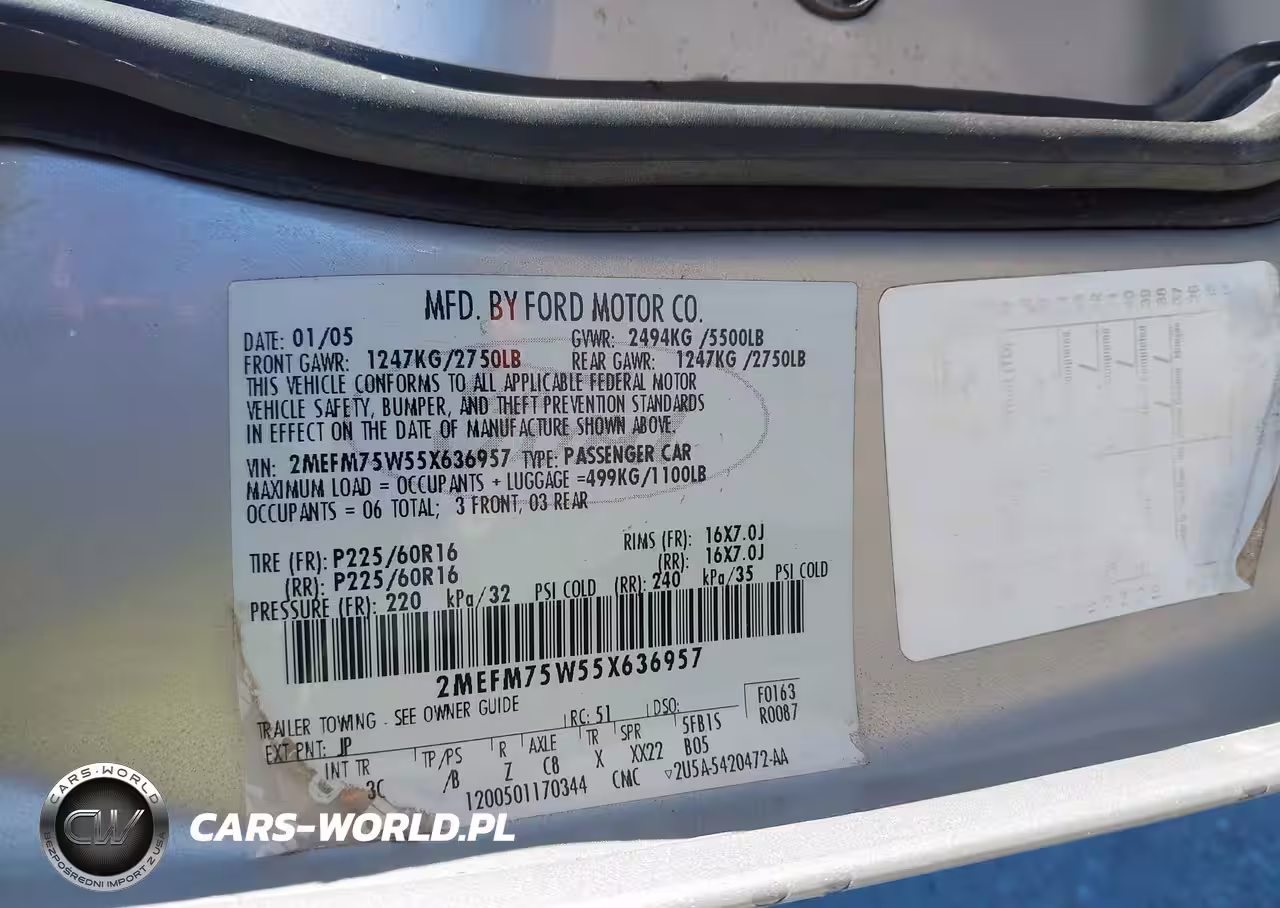 MFD. BY FORD MOTOR CO.
DATE: 01/05 GVWR: 2494KG /5500LB
FRONT GAWR: 1247KG/2750LB REAR GAWR: 1247KG /2750LB
THIS VEHICLE CONFORMS TO ALL APPLICABLE FEDERAL MOTOR
VEHICLE SAFETY, BUMPER, AND THEFT PREVENTION STANDARDS
IN EFFECT ON THE DATE OF MANUFACTURE SHOWN ABOVE.
VIN: 2MEFM75W55X636957 TYPE: PASSENGER CAR
MAXIMUM LOAD = OCCUPANTS + LUGGAGE =499KG/1100LB
OCCUPANTS = 06 TOTAL; 3 FRONT, 03 REAR
TIRE (FR): P225/60R16 RIMS (FR): 16X7.0J
(RR): P225/60R16 (RR): 16X7.0J
PRESSURE (FR): 220 kPa/32 PSI COLD (RR): 240 kPa/35 PSI COLD
2MEFM75W55X636957
TRAILER TOWING - SEE OWNER GUIDE
F0163
EXT PNT: JP RC: 51 DSO: R0087
INT TR TP/PS R AXLE TR SPR 5FB1S
3C /B Z C8 X XX22 B05
1200501170344 CMC ▽2U5A-5420472-AA
CARS-WORLD
CW
BEZPOŚREDNI IMPORT Z USA
CARS-WORLD.PL